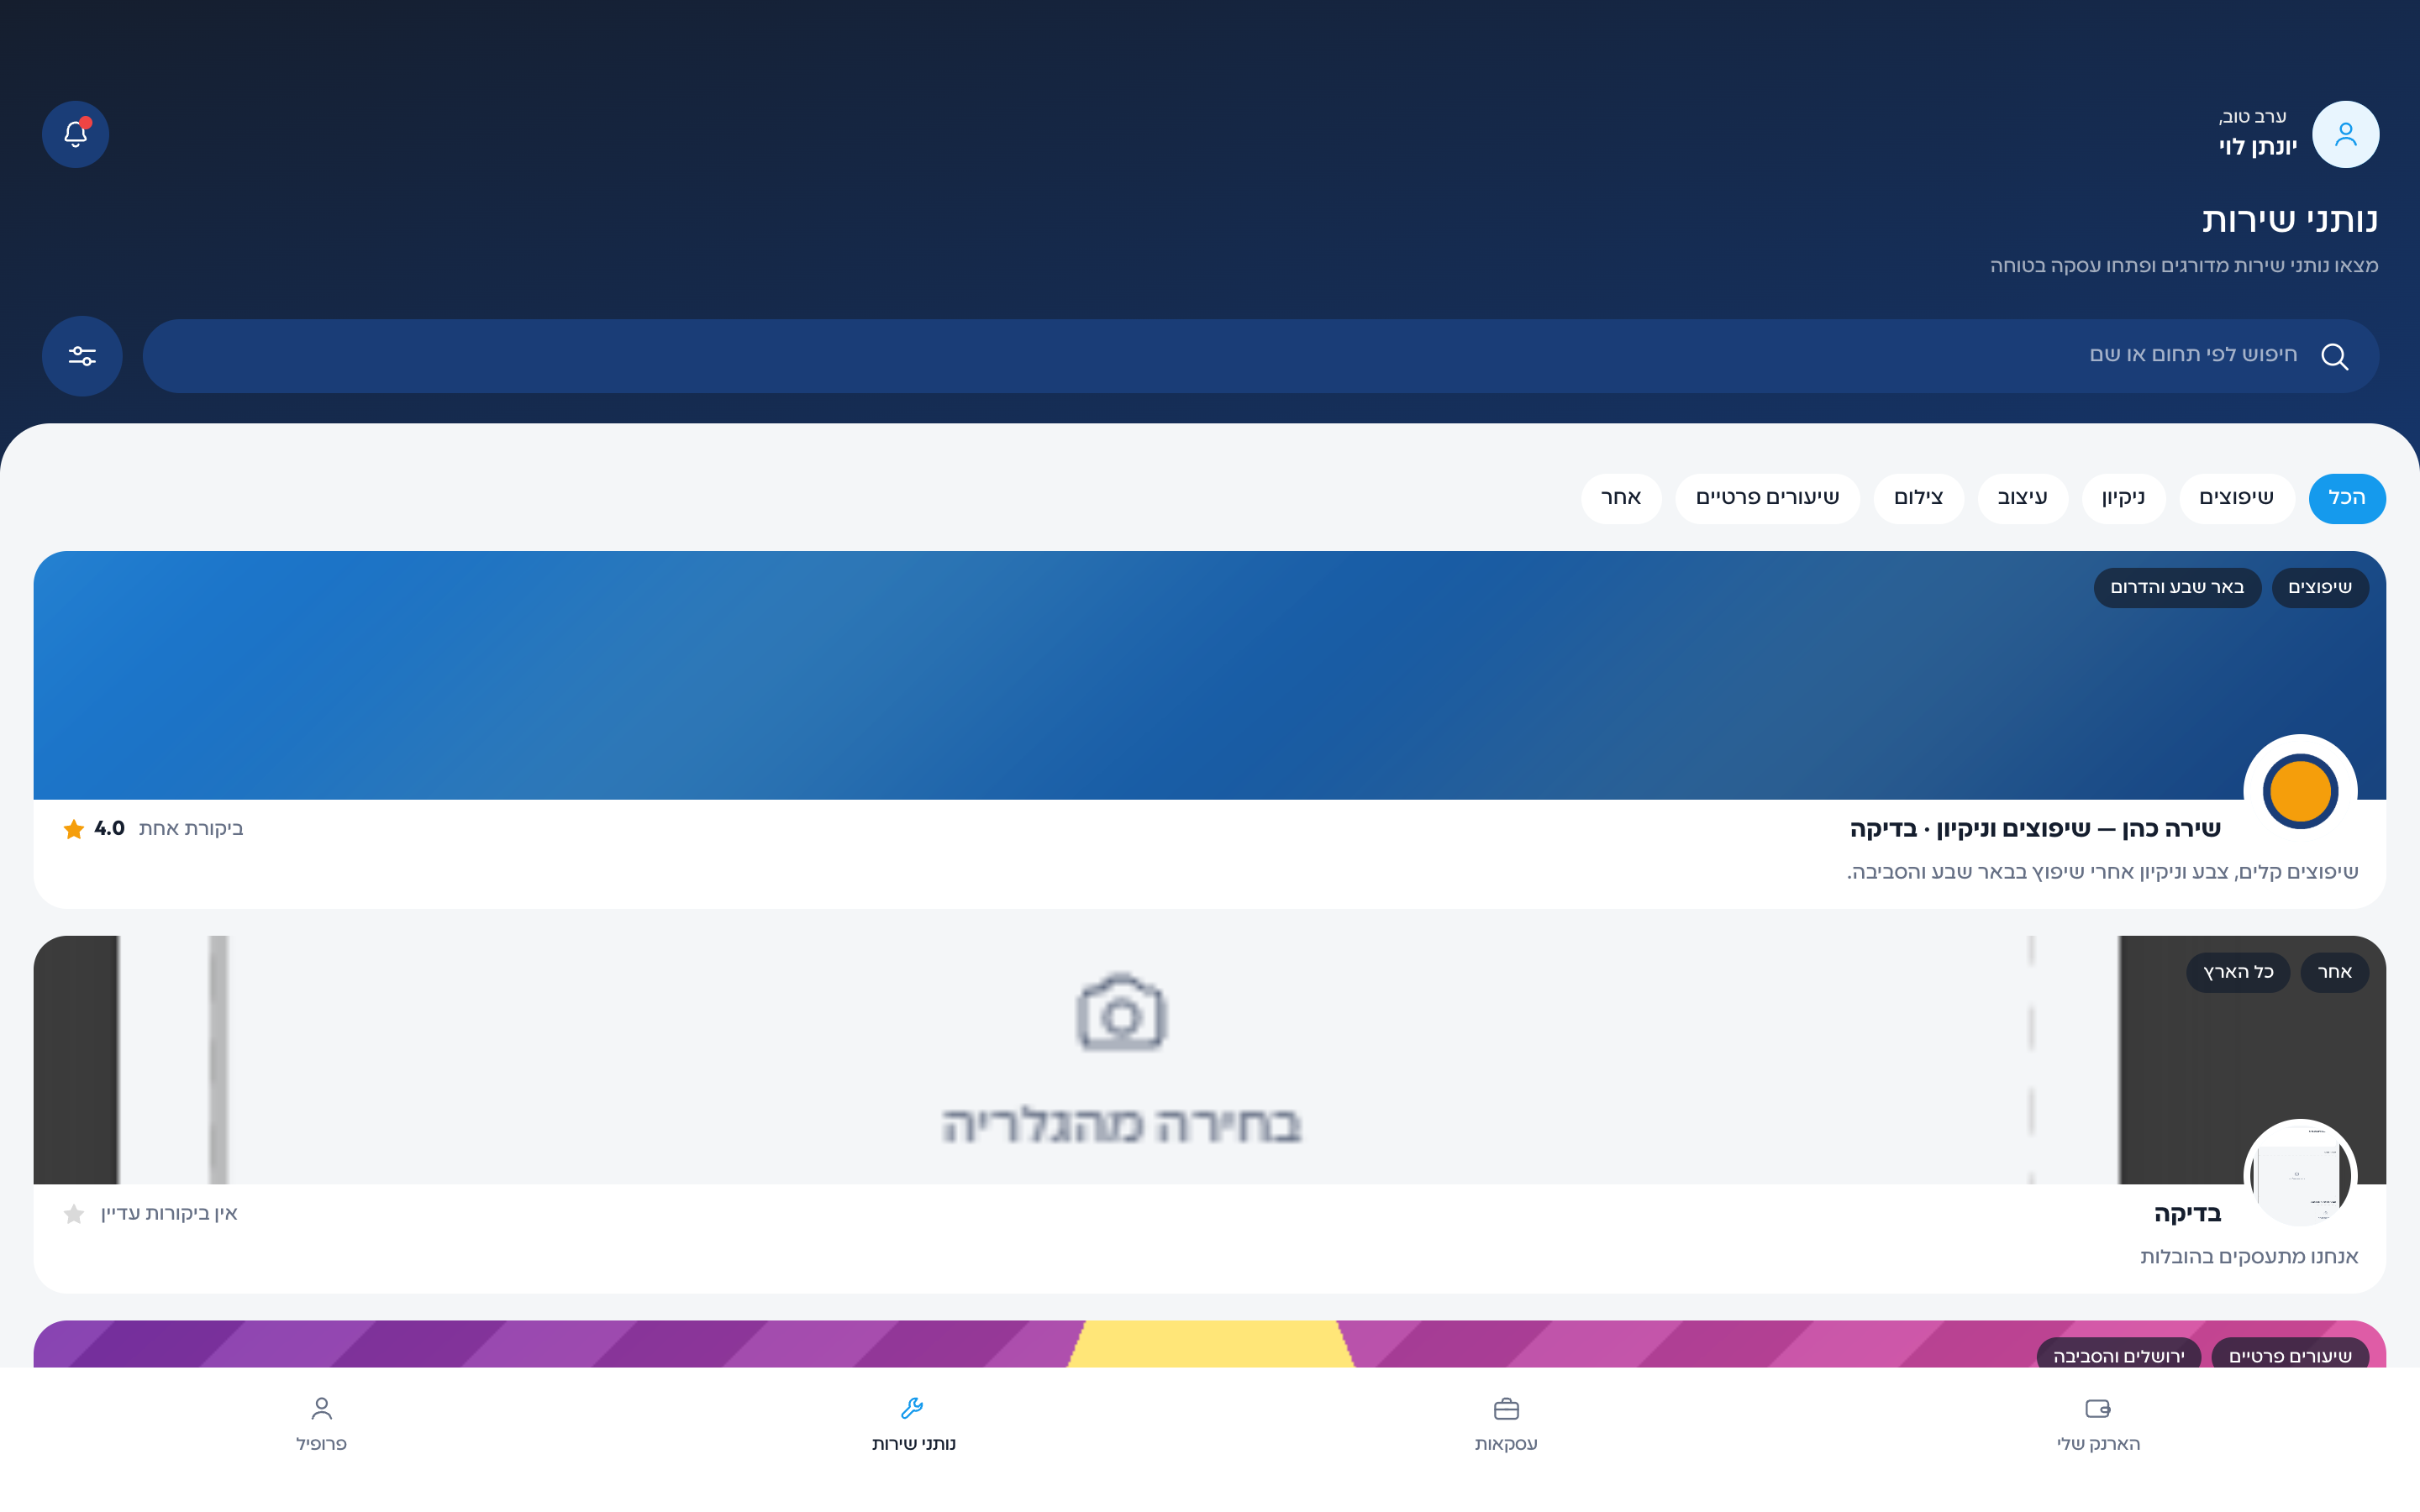 ערב טוב,
יונתן לוי
נותני שירות
מצאו נותני שירות מדורגים ופתחו עסקה בטוחה
חיפוש לפי תחום או שם
הכל שיפוצים ניקיון עיצוב צילום שיעורים פרטיים אחר
שיפוצים באר שבע והדרום
שירה כהן – שיפוצים וניקיון · בדיקה ביקורת אחת 4.0
שיפוצים קלים, צבע וניקיון אחרי שיפוץ בבאר שבע והסביבה.
אחר כל הארץ
בחירה מהגלריה
בדיקה אין ביקורות עדיין
אנחנו מתעסקים בהובלות
שיעורים פרטיים ירושלים והסביבה
הארנק שלי עסקאות נותני שירות פרופיל